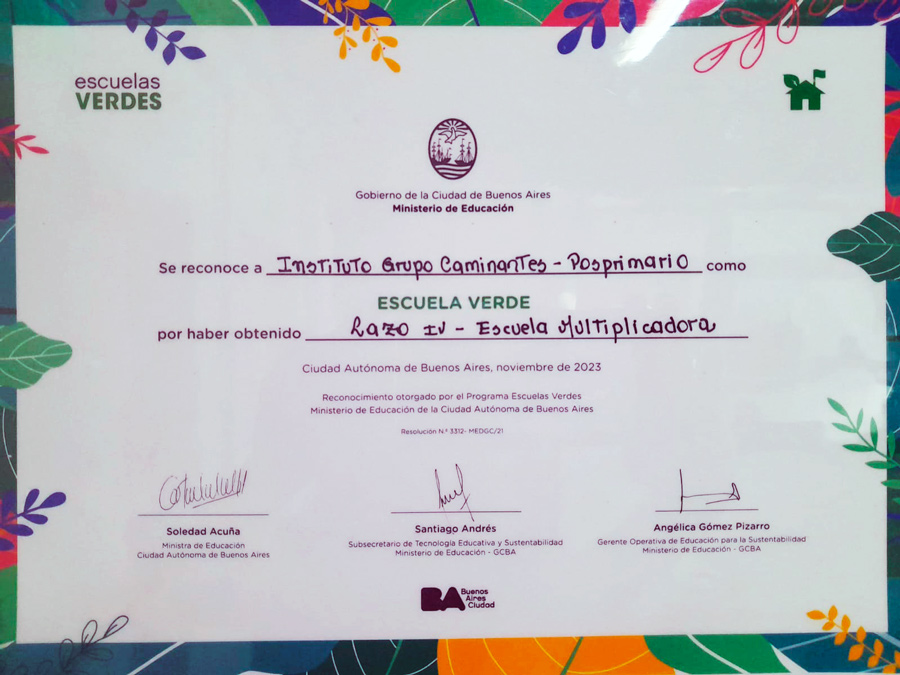 escuelas
VERDES
Gobierno de la Ciudad de Buenos Aires
Ministerio de Educación
Se reconoce a Instituto Grupo Caminantes - Posprimario como
ESCUELA VERDE
por haber obtenido Lazo IV - Escuela Multiplicadora
Ciudad Autónoma de Buenos Aires, noviembre de 2023
Reconocimiento otorgado por el Programa Escuelas Verdes
Ministerio de Educación de la Ciudad Autónoma de Buenos Aires
Resolución N.º 3312- MEDGC/21
Soledad Acuña
Ministra de Educación
Ciudad Autónoma de Buenos Aires
Santiago Andrés
Subsecretario de Tecnología Educativa y Sustentabilidad
Ministerio de Educación - GCBA
Angélica Gómez Pizarro
Gerente Operativa de Educación para la Sustentabilidad
Ministerio de Educación - GCBA
BA Buenos
Aires
Ciudad